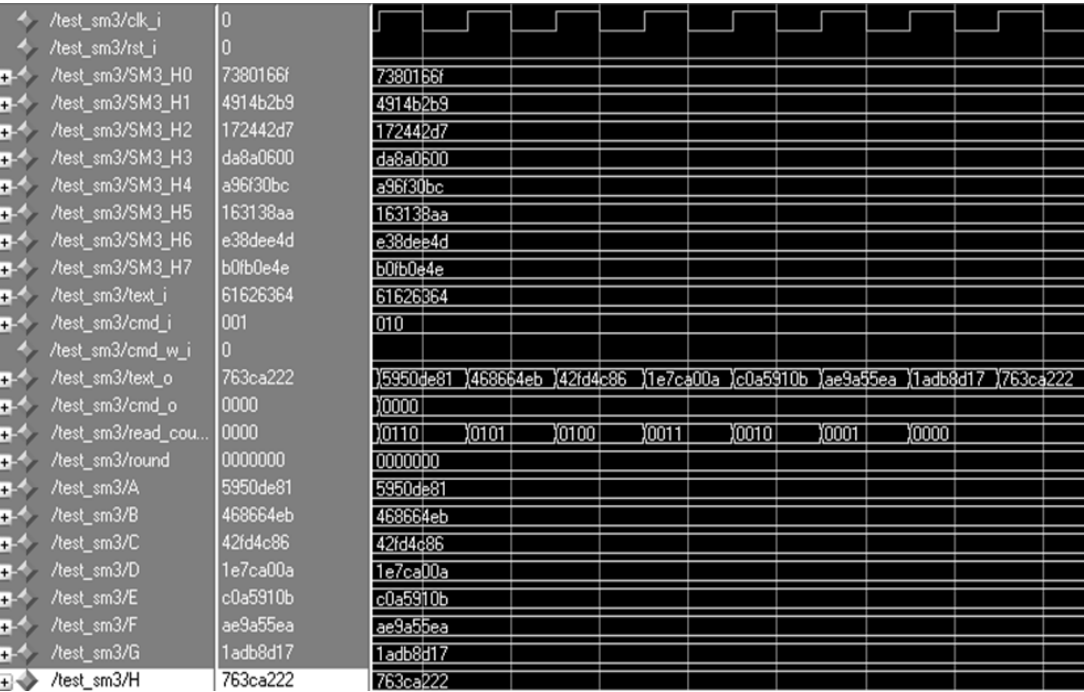 /test_sm3/clk_i 0
/test_sm3/rst_i 0
/test_sm3/SM3_H0 7380166f 7380166f
/test_sm3/SM3_H1 4914b2b9 4914b2b9
/test_sm3/SM3_H2 172442d7 172442d7
/test_sm3/SM3_H3 da8a0600 da8a0600
/test_sm3/SM3_H4 a96f30bc a96f30bc
/test_sm3/SM3_H5 163138aa 163138aa
/test_sm3/SM3_H6 e38dee4d e38dee4d
/test_sm3/SM3_H7 b0fb0e4e b0fb0e4e
/test_sm3/text_i 61626364 61626364
/test_sm3/cmd_i 001 010
/test_sm3/cmd_w_i 0
/test_sm3/text_o 763ca222 5950de81 468664eb 42fd4c86 1e7ca00a c0a5910b ae9a55ea 1adb8d17 763ca222
/test_sm3/cmd_o 0000 0000
/test_sm3/read_cou... 0000 0110 0101 0100 0011 0010 0001 0000
/test_sm3/round 0000000 0000000
/test_sm3/A 5950de81 5950de81
/test_sm3/B 468664eb 468664eb
/test_sm3/C 42fd4c86 42fd4c86
/test_sm3/D 1e7ca00a 1e7ca00a
/test_sm3/E c0a5910b c0a5910b
/test_sm3/F ae9a55ea ae9a55ea
/test_sm3/G 1adb8d17 1adb8d17
/test_sm3/H 763ca222 763ca222